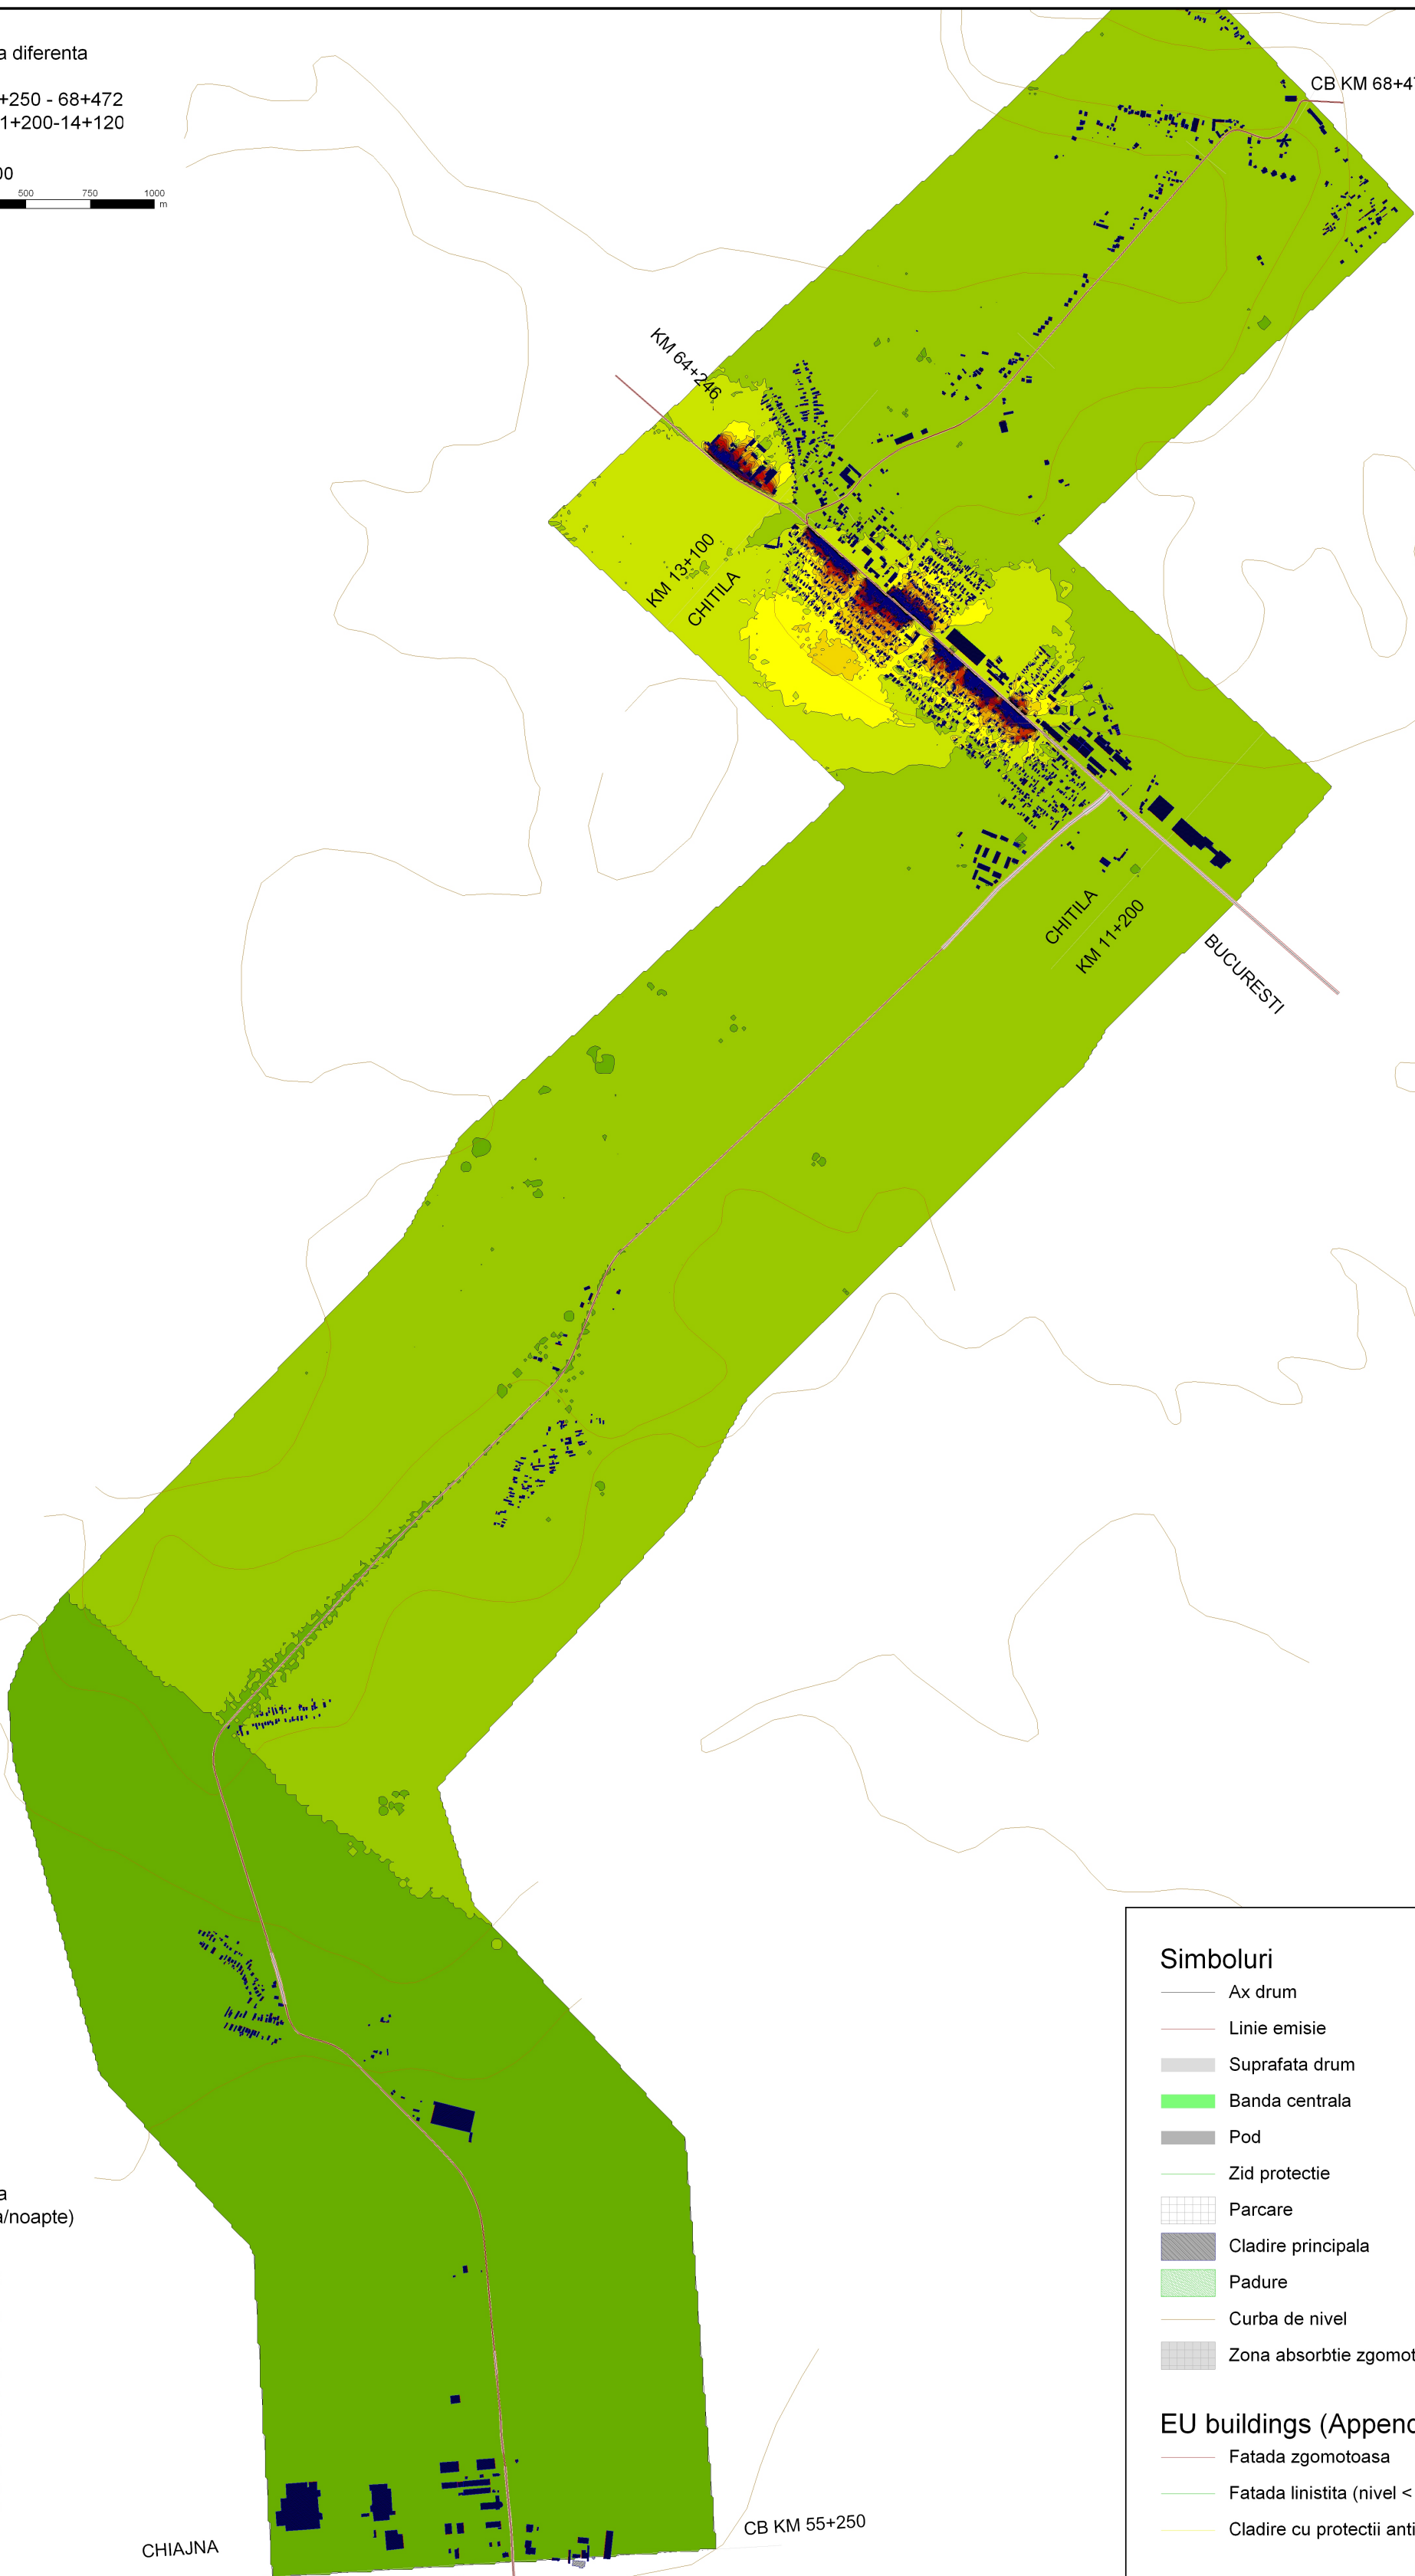 a diferenta
+250 - 68+472
1+200-14+120
00
500 750 1000
m
CB KM 68+47
KM 64+246
KM 13+100
CHITILA
CHITILA
KM 11+200
BUCURESTI
Simboluri
Ax drum
Linie emisie
Suprafata drum
Banda centrala
Pod
Zid protectie
a
a/noapte)
Parcare
Cladire principala
Padure
Curba de nivel
Zona absorbtie zgomot
EU buildings (Append
Fatada zgomotoasa
Fatada linistita (nivel <
Cladire cu protectii anti
CB KM 55+250
CHIAJNA